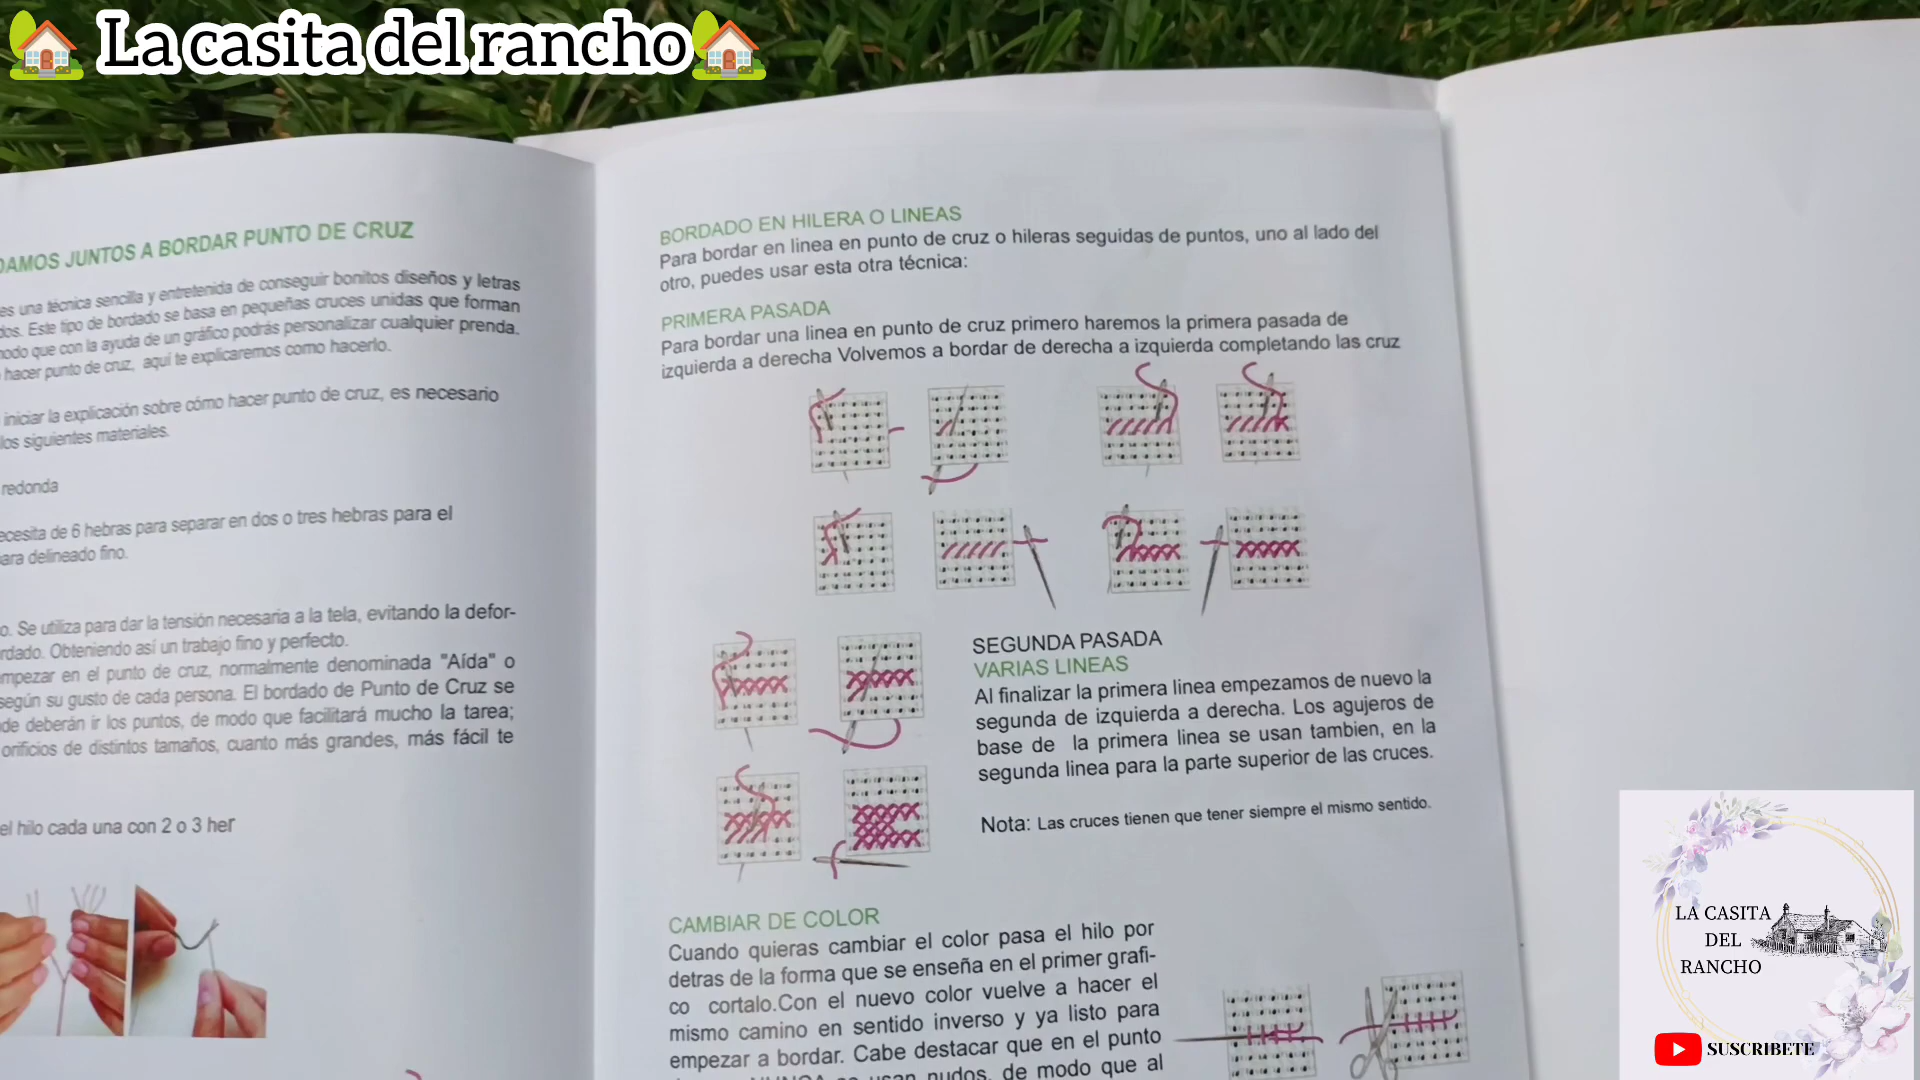 La casita del rancho
DAMOS JUNTOS A BORDAR PUNTO DE CRUZ
es una técnica sencilla y entretenida de conseguir bonitos diseños y letras
dos. Este tipo de bordado se basa en pequeñas cruces unidas que forman
modo que con la ayuda de un gráfico podrás personalizar cualquier prenda.
hacer punto de cruz, aquí te explicaremos como hacerlo.
iniciar la explicación sobre cómo hacer punto de cruz, es necesario
los siguientes materiales.
redonda
ecesita de 6 hebras para separar en dos o tres hebras para el
para delineado fino.
o. Se utiliza para dar la tensión necesaria a la tela, evitando la defor-
rdado. Obteniendo así un trabajo fino y perfecto.
mpezar en el punto de cruz, normalmente denominada "Aída" o
según su gusto de cada persona. El bordado de Punto de Cruz se
de deberán ir los puntos, de modo que facilitará mucho la tarea;
orificios de distintos tamaños, cuanto más grandes, más fácil te
el hilo cada una con 2 o 3 her
BORDADO EN HILERA O LINEAS
Para bordar en linea en punto de cruz o hileras seguidas de puntos, uno al lado del
otro, puedes usar esta otra técnica:
PRIMERA PASADA
Para bordar una linea en punto de cruz primero haremos la primera pasada de
izquierda a derecha Volvemos a bordar de derecha a izquierda completando las cruz
SEGUNDA PASADA
VARIAS LINEAS
Al finalizar la primera linea empezamos de nuevo la
segunda de izquierda a derecha. Los agujeros de
base de la primera linea se usan tambien, en la
segunda linea para la parte superior de las cruces.
Nota: Las cruces tienen que tener siempre el mismo sentido.
CAMBIAR DE COLOR
Cuando quieras cambiar el color pasa el hilo por
detras de la forma que se enseña en el primer grafi-
co cortalo.Con el nuevo color vuelve a hacer el
mismo camino en sentido inverso y ya listo para
empezar a bordar. Cabe destacar que en el punto
NUNCA se usan nudos, de modo que al
LA CASITA
DEL
RANCHO
SUSCRIBETE